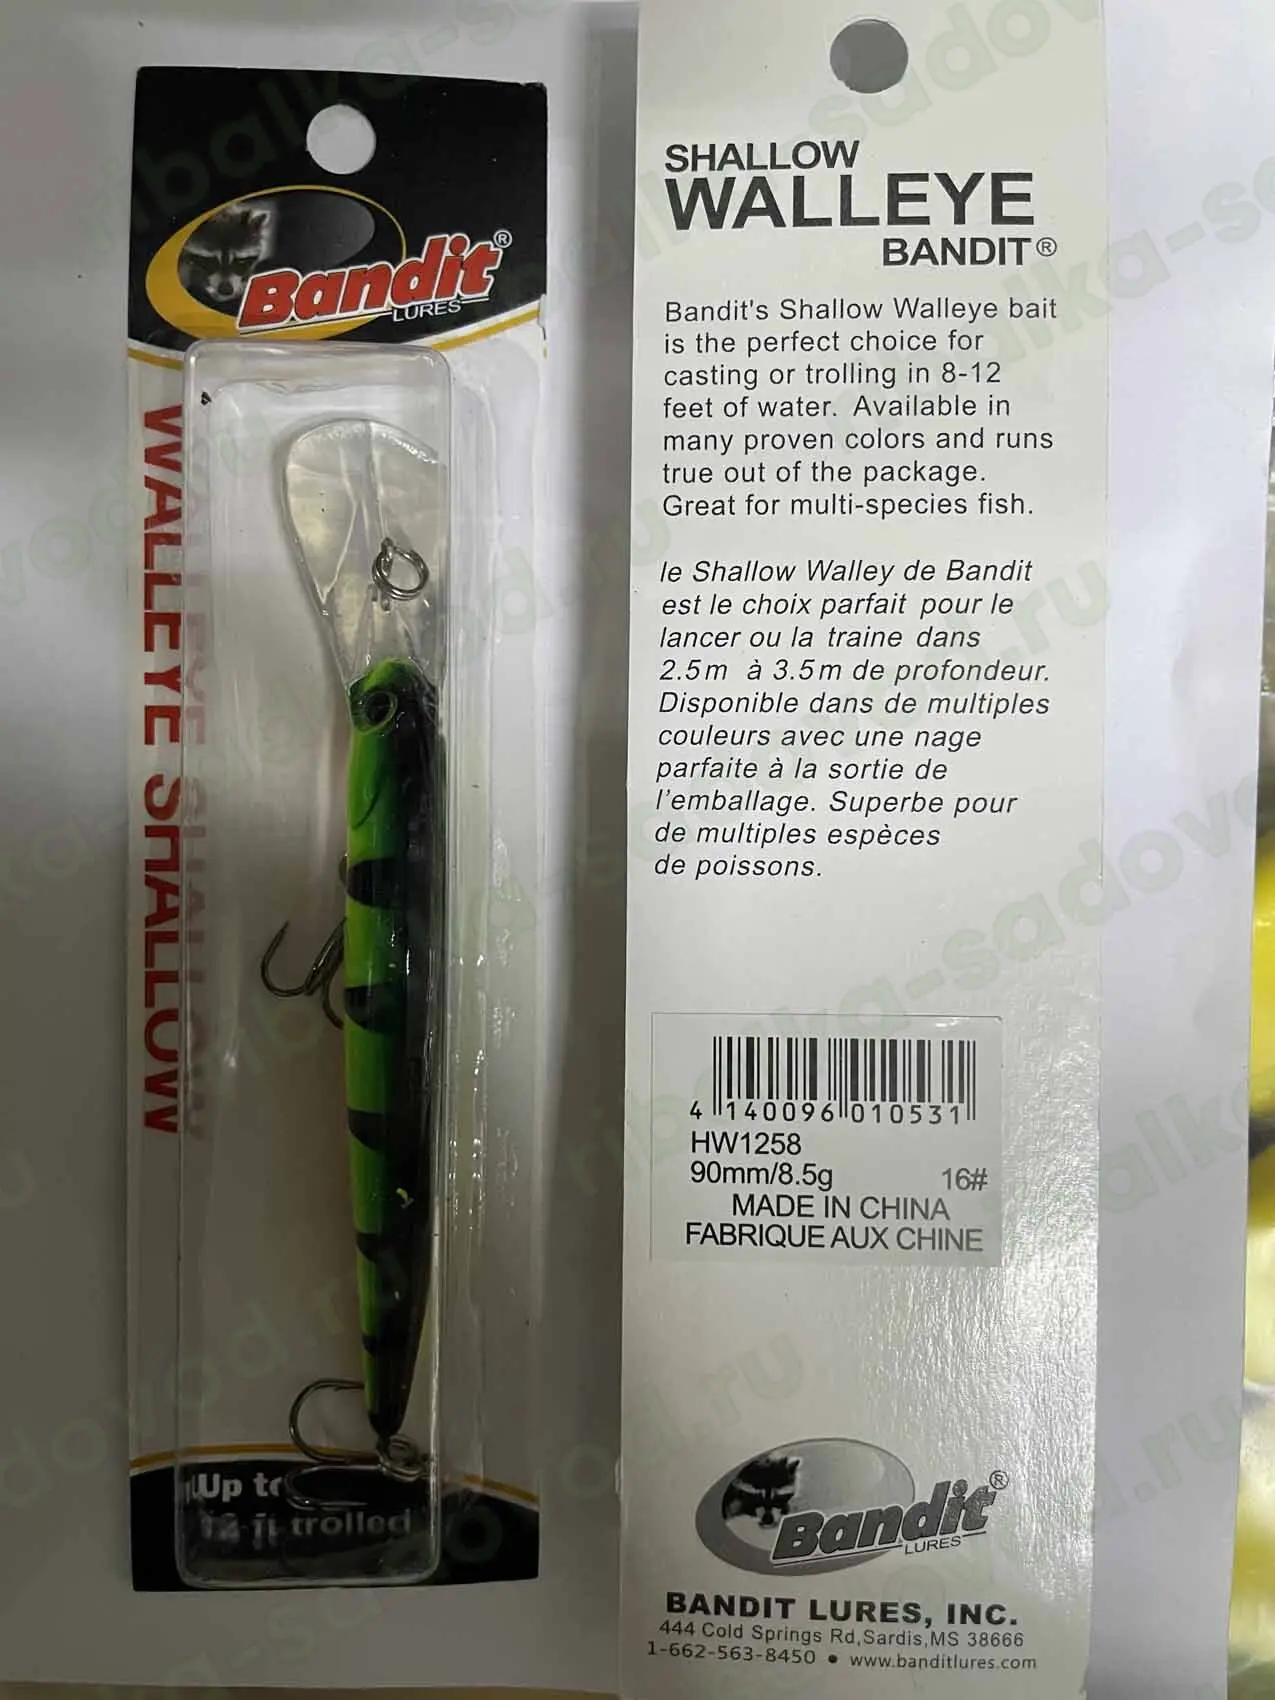 Bandit®
LURES
WALLEYE SHALLOW
Up to
12 ft trolled
SHALLOW
WALLEYE
BANDIT®
Bandit's Shallow Walleye bait
is the perfect choice for
casting or trolling in 8-12
feet of water. Available in
many proven colors and runs
true out of the package.
Great for multi-species fish.
le Shallow Walley de Bandit
est le choix parfait pour le
lancer ou la traine dans
2.5m à 3.5m de profondeur.
Disponible dans de multiples
couleurs avec une nage
parfaite à la sortie de
l'emballage. Superbe pour
de multiples espèces
de poissons.
4 140096 010531
HW1258
90mm/8.5g 16#
MADE IN CHINA
FABRIQUE AUX CHINE
Bandit®
LURES
BANDIT LURES, INC.
444 Cold Springs Rd,Sardis,MS 38666
1-662-563-8450 • www.banditlures.com
ribalka-sadovod.ru